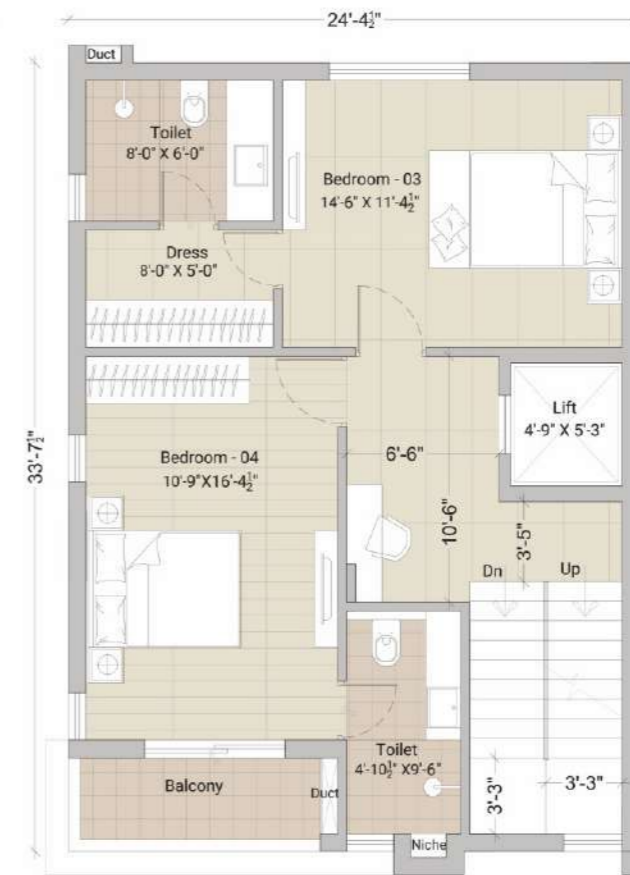 24'-4½"
Duct
Toilet
8'-0" X 6'-0"
Bedroom - 03
14'-6" X 11'-4½"
Dress
8'-0" X 5'-0"
33'-7½"
Lift
4'-9" X 5'-3"
Bedroom - 04
10'-9"X16'-4½"
6'-6"
10'-6"
3'-5"
Dn
Up
Toilet
4'-10½" X9'-6"
Balcony
Duct
3'-3"
3'-3"
Niche